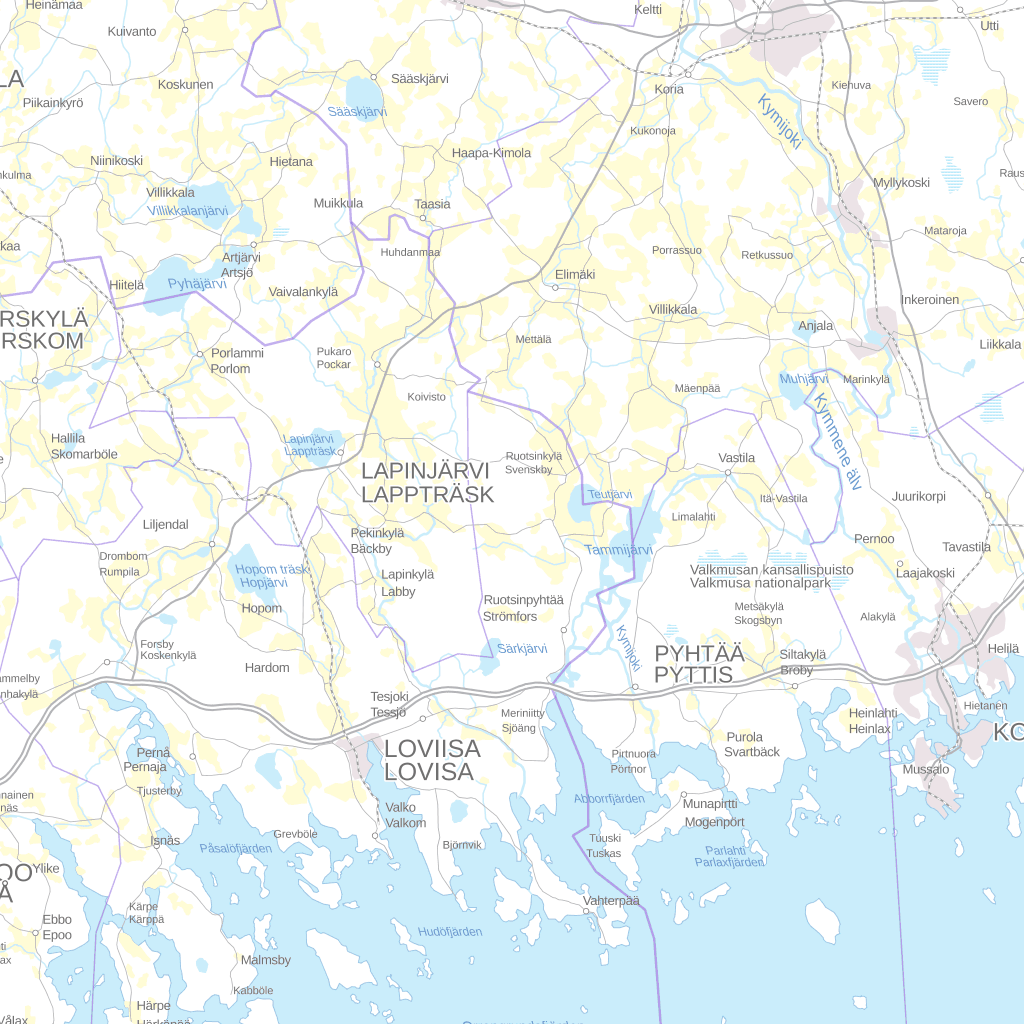 Heinämaa
Keltti
Utti
Kuivanto
Sääskjärvi
Koskunen
Koria
Kiehuva
Piikainkyrö
Savero
Sääskjärvi
Kymijoki
Kukonoja
Niinikoski
Hietana
Haapa-Kimola
Myllykoski
Villikkala
Villikkalanjärvi
Muikkula
Taasia
Mataroja
Huhdanmaa
Porrassuo
Retkussuo
Artjärvi
Artsjö
Hiitelä
Pyhäjärvi
Vaivalankylä
Elimäki
Inkeroinen
Villikkala
Anjala
Mettälä
Liikkala
Porlammi
Porlom
Pukaro
Pockar
Muhjärvi
Marinkylä
Mäenpää
Koivisto
Kymmene älv
Hallila
Skomarböle
Lapinjärvi
Lappträsk
LAPINJÄRVI
LAPPTRÄSK
Ruotsinkylä
Svenskby
Vastila
Teutjärvi
Itä-Vastila
Juurikorpi
Limalahti
Liljendal
Pekinkylä
Bäckby
Pernoo
Tavastila
Tammijärvi
Drombom
Rumpila
Hopom träsk
Hopjärvi
Valkmusan kansallispuisto
Valkmusa nationalpark
Laajakoski
Lapinkylä
Labby
Hopom
Ruotsinpyhtää
Strömfors
Metsäkylä
Skogsbyn
Alakylä
Kymijoki
Forsby
Koskenkylä
Särkjärvi
PYHTÄÄ
PYTTIS
Siltakylä
Broby
Helilä
Hardom
Tesjoki
Tessjö
Meriniitty
Sjöäng
Heinlahti
Heinlax
Hietanen
Purola
Svartbäck
LOVIISA
LOVISA
Pernå
Pernaja
Pirtnuora
Pörtnor
Mussalo
Tjusterby
Abborrfjärden
Munapirtti
Mogenpört
Valko
Valkom
Isnäs
Påsalöfjärden
Grevböle
Björnvik
Tuuski
Tuskas
Parlahti
Parlaxfjärden
Ylike
Vahterpää
Kärpe
Kärppä
Ebbo
Epoo
Hudöfjärden
Malmsby
Kabböle
Härpe